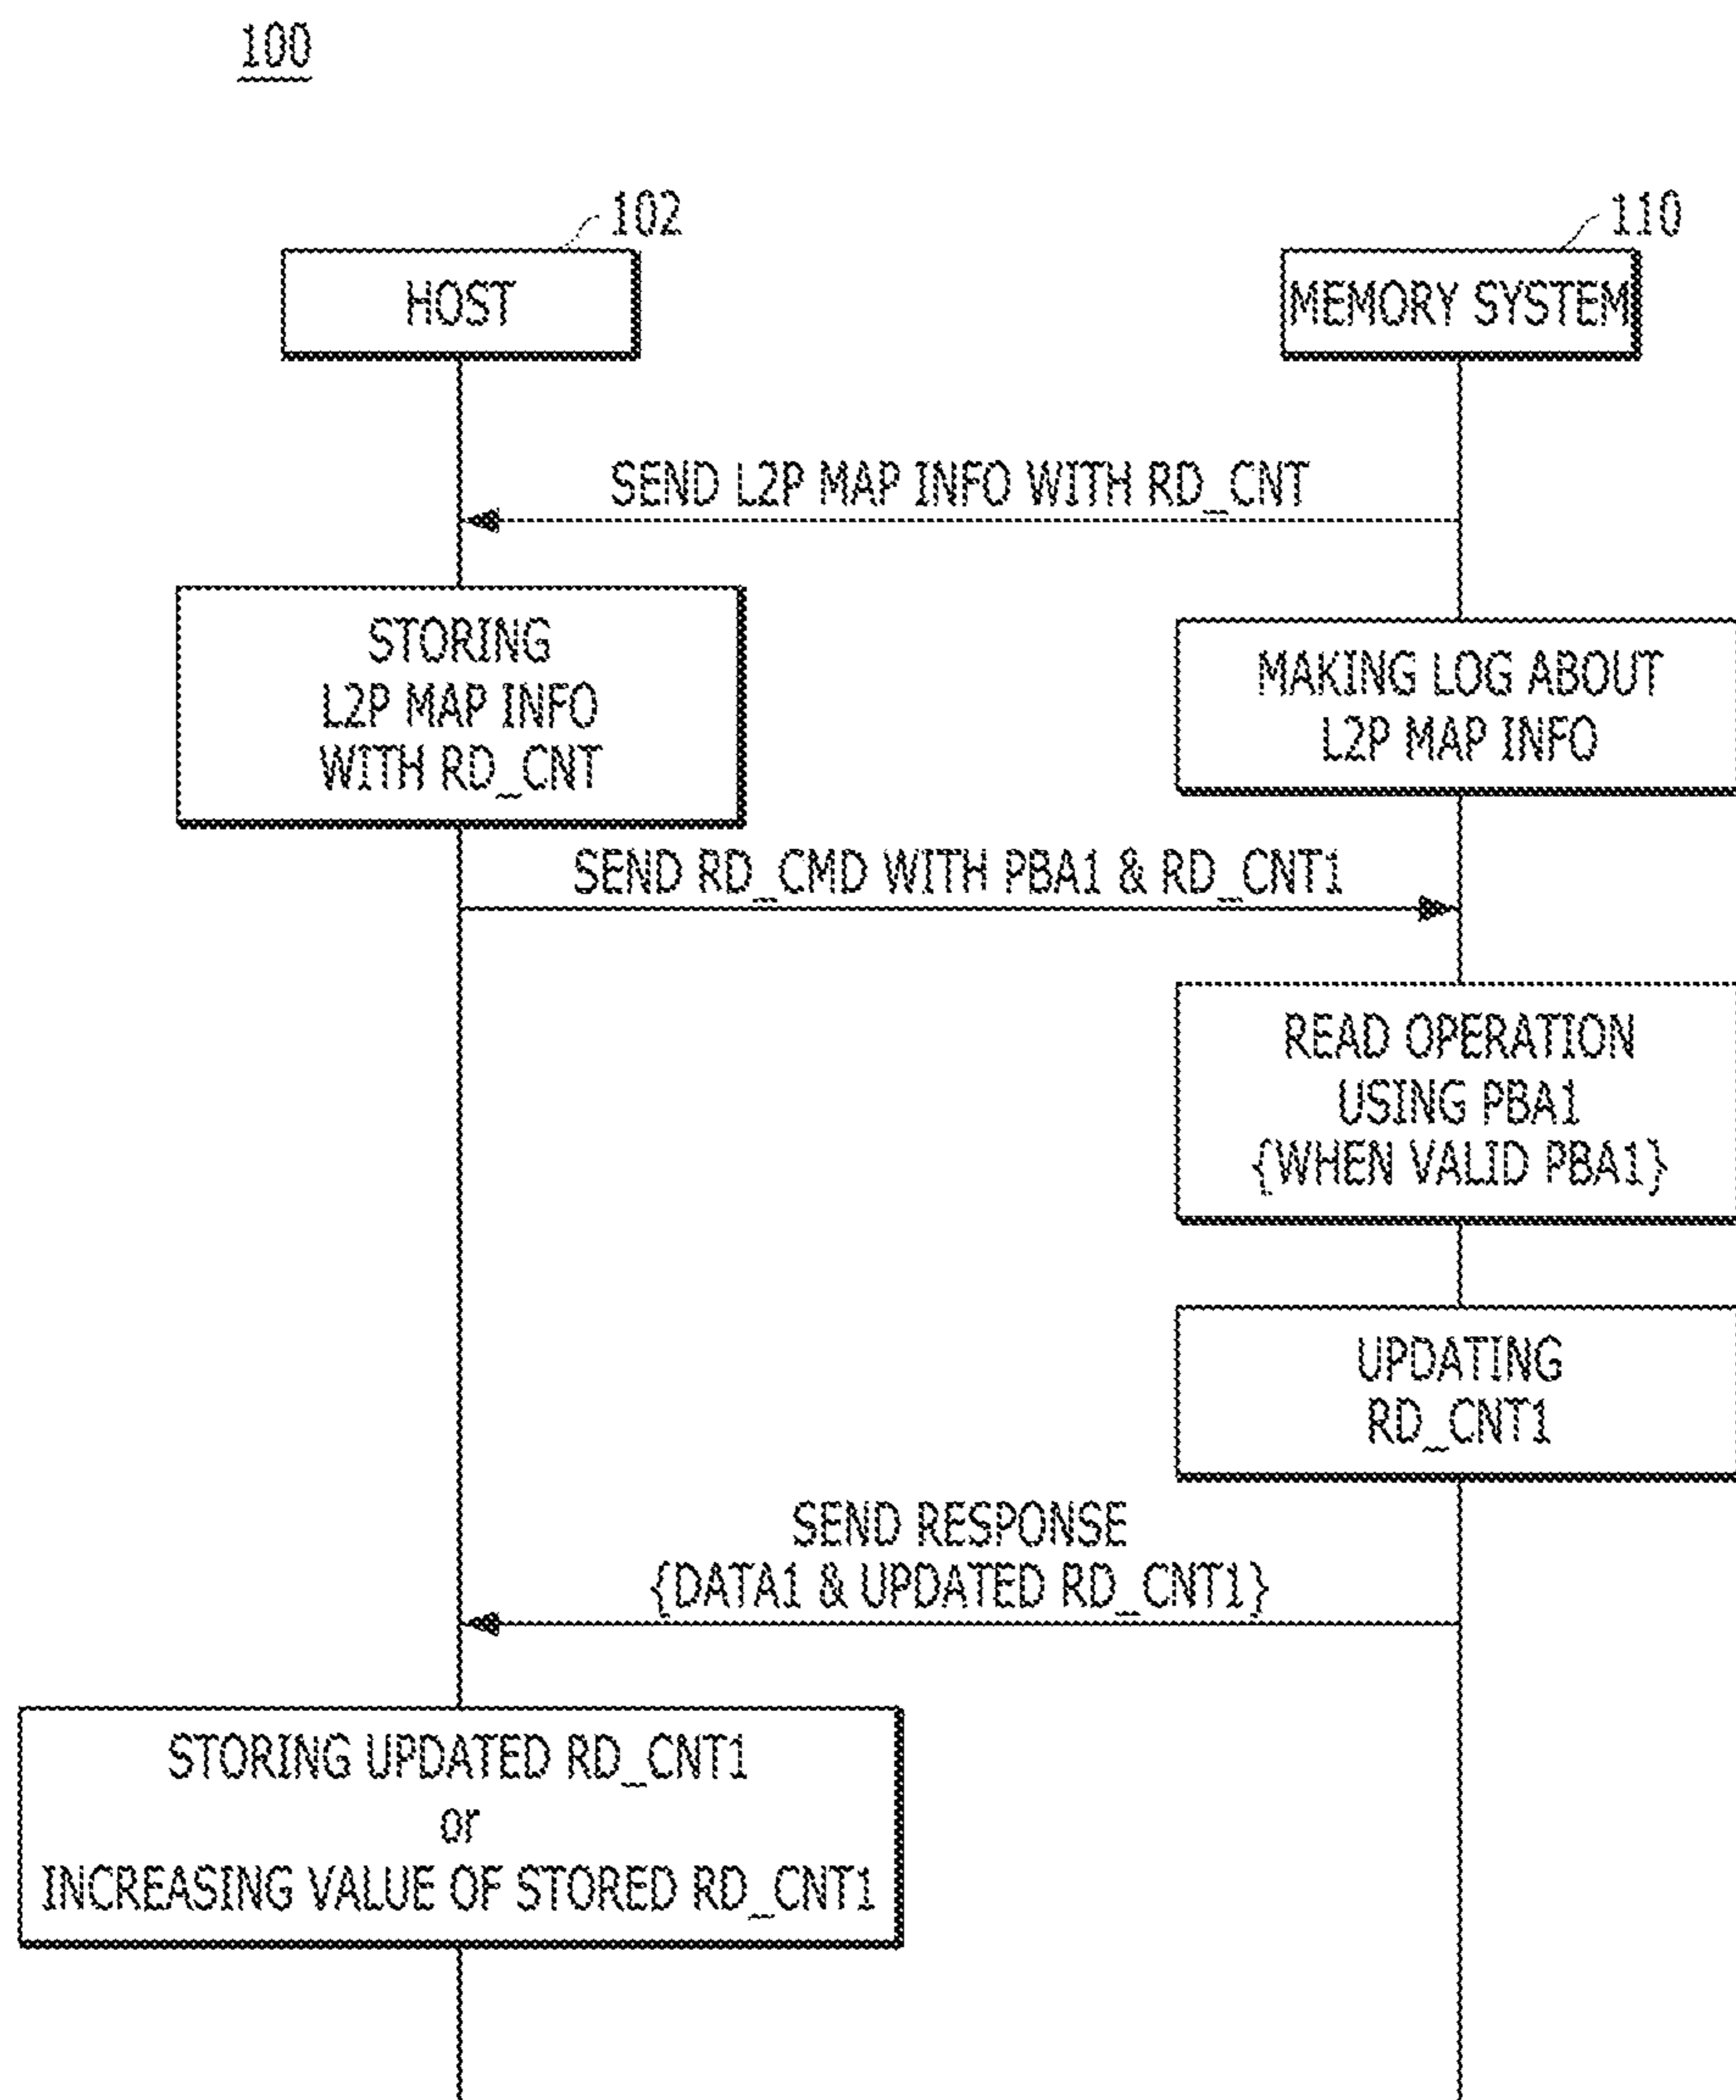 100
102
110
HOST
MEMORY SYSTEM
SEND L2P MAP INFO WITH RD_CNT
STORING
L2P MAP INFO
WITH RD_CNT
MAKING LOG ABOUT
L2P MAP INFO
SEND RD_CMD WITH PBA1 & RD_CNT1
READ OPERATION
USING PBA1
{WHEN VALID PBA1}
UPDATING
RD_CNT1
SEND RESPONSE
{DATA1 & UPDATED RD_CNT1}
STORING UPDATED RD_CNT1
or
INCREASING VALUE OF STORED RD_CNT1